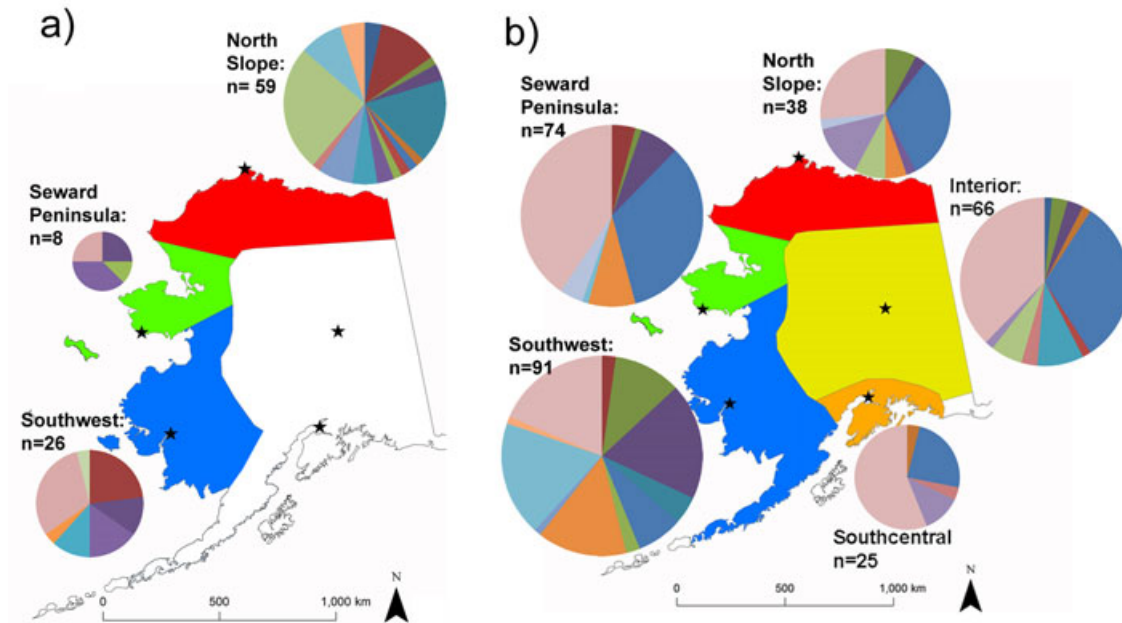 a)
North
Slope:
n= 59
Seward
Peninsula:
n=8
Southwest:
n=26
N
0
500
1,000 km
b)
North
Slope:
n=38
Seward
Peninsula:
n=74
Interior:
n=66
Southwest:
n=91
Southcentral
n=25
N
0
500
1,000 km